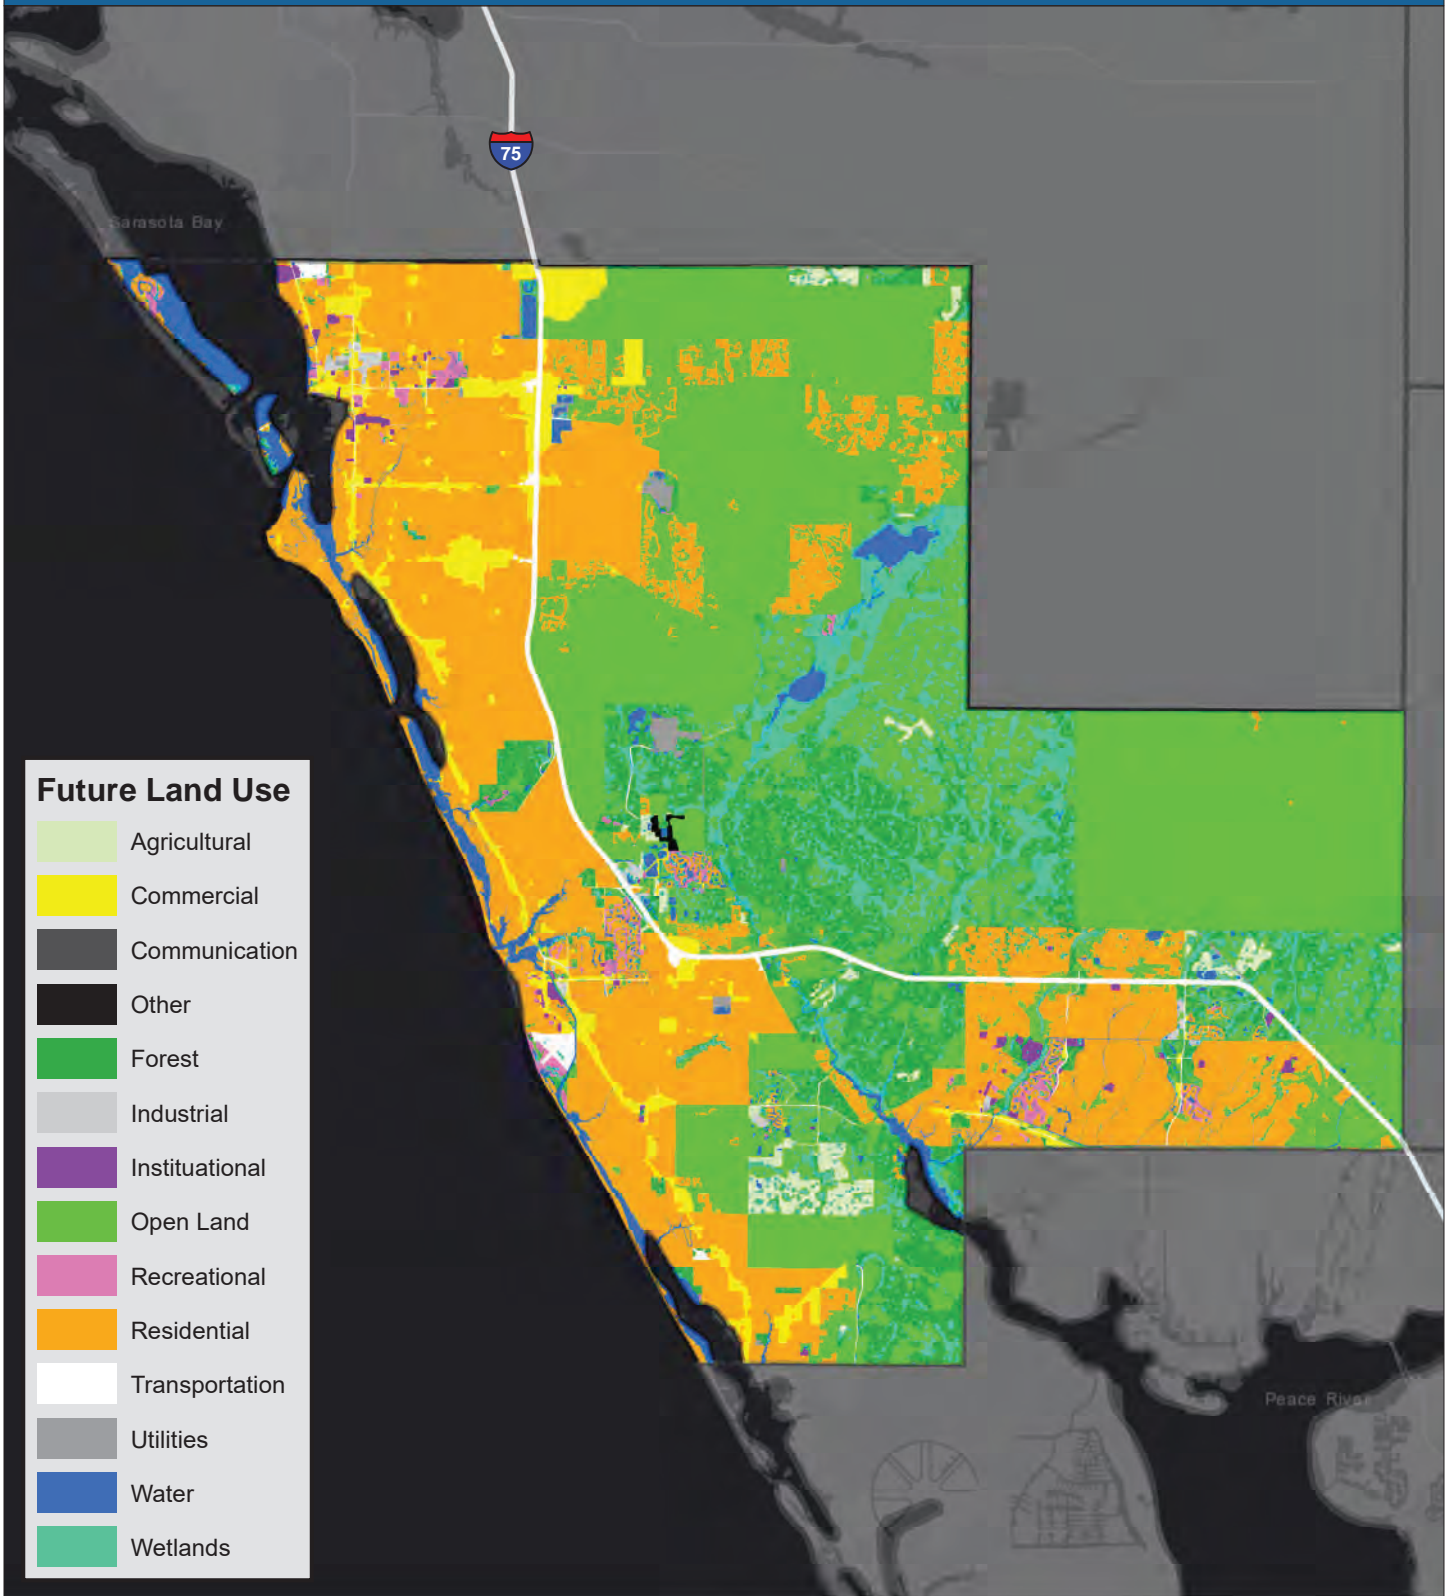 75
Sarasota Bay
Future Land Use
Agricultural
Commercial
Communication
Other
Forest
Industrial
Instituational
Open Land
Recreational
Residential
Transportation
Utilities
Water
Wetlands
Peace River